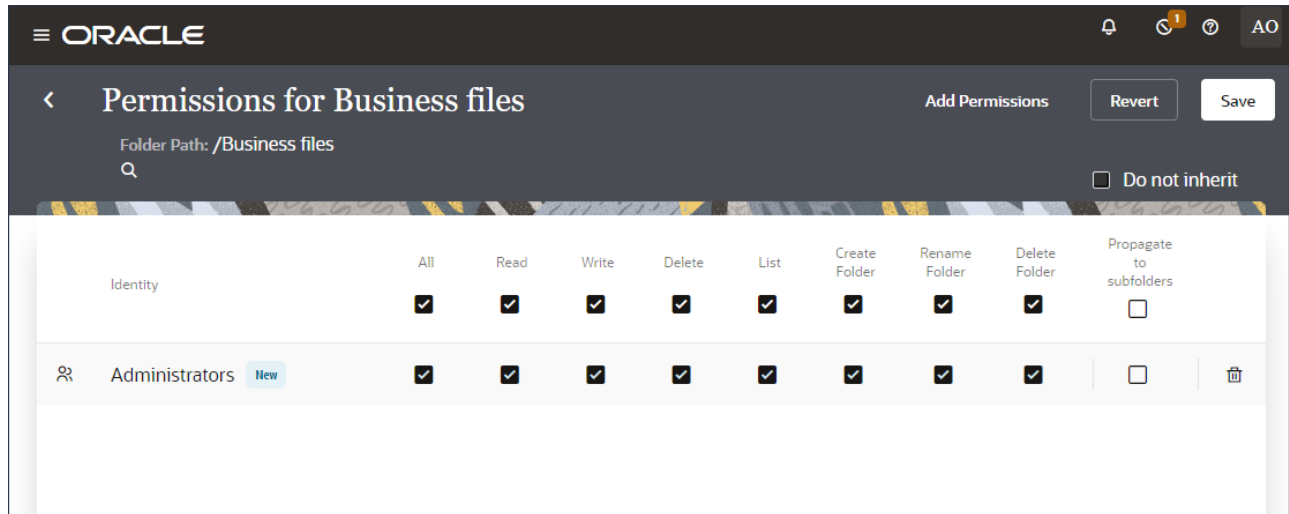 ORACLE
1
AO
Permissions for Business files
Add Permissions
Revert
Save
Folder Path: /Business files
Do not inherit
Identity
All
Read
Write
Delete
List
Create
Folder
Rename
Folder
Delete
Folder
Propagate
to
subfolders
Administrators New